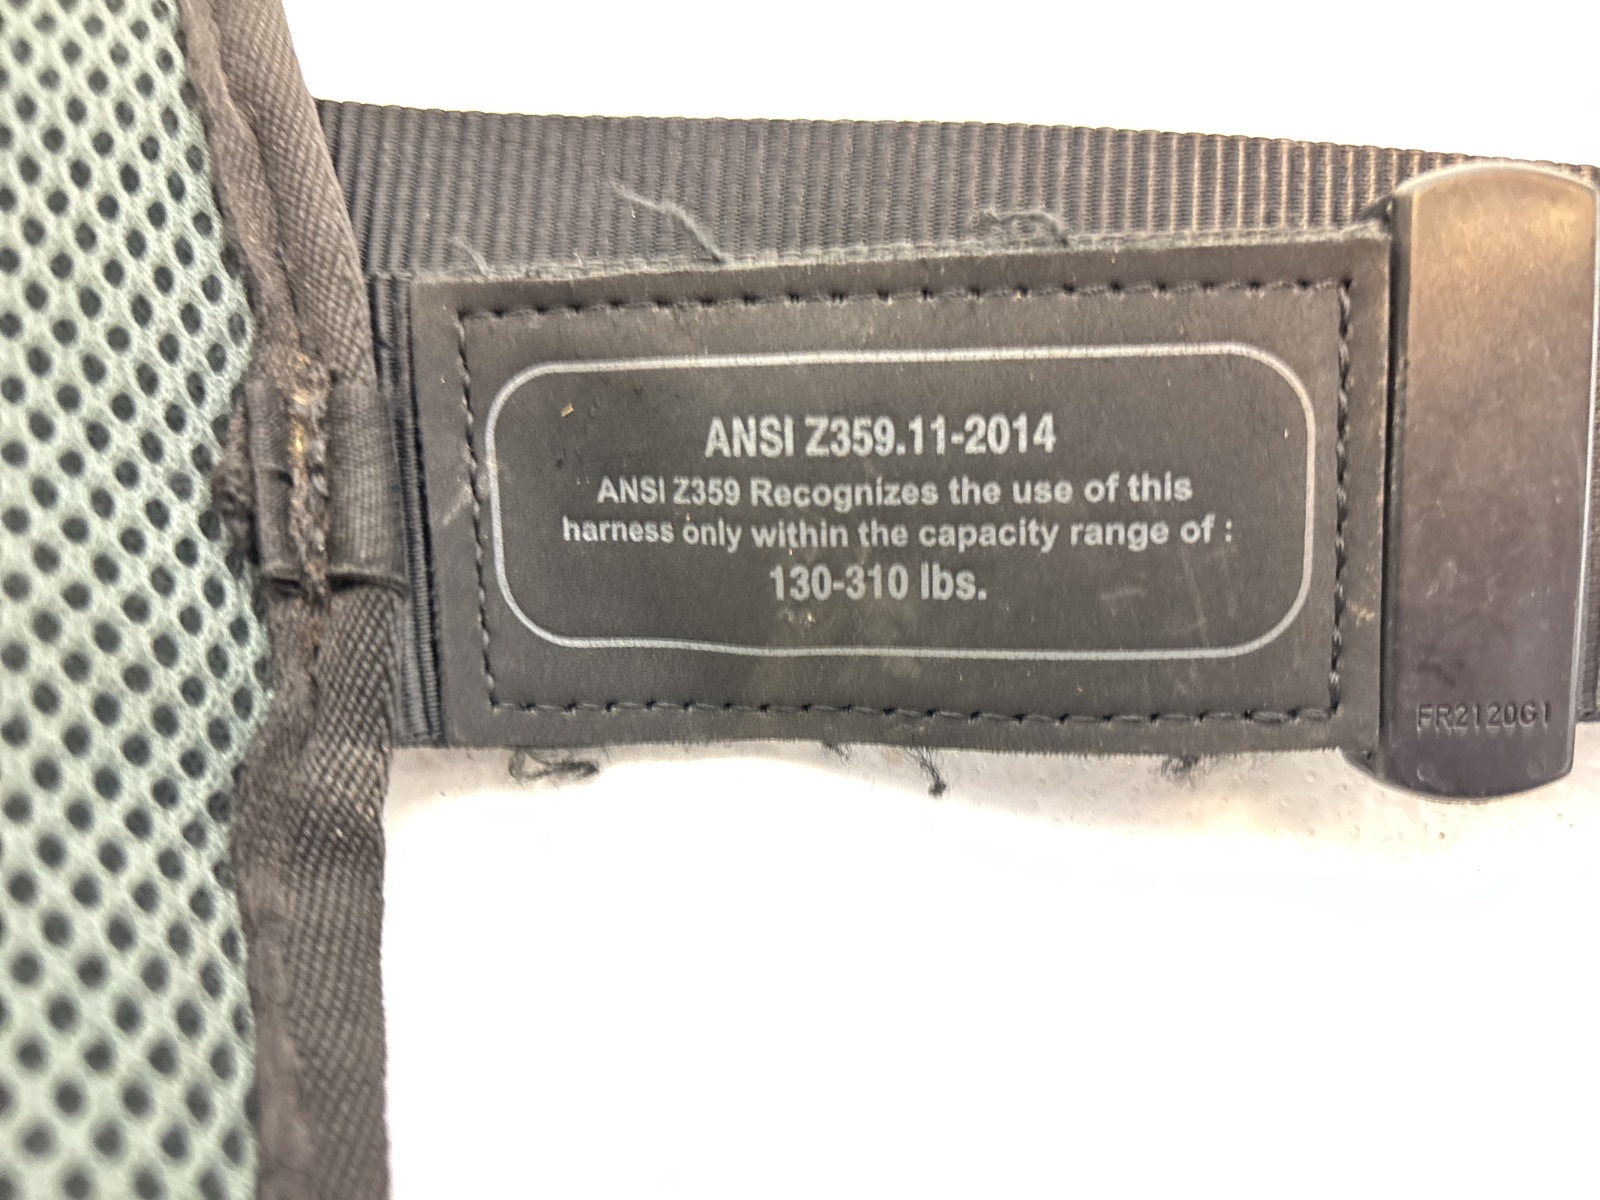 ANSI Z359.11-2014
ANSI Z359 Recognizes the use of this
harness only within the capacity range of :
130-310 lbs.
FR2120G1